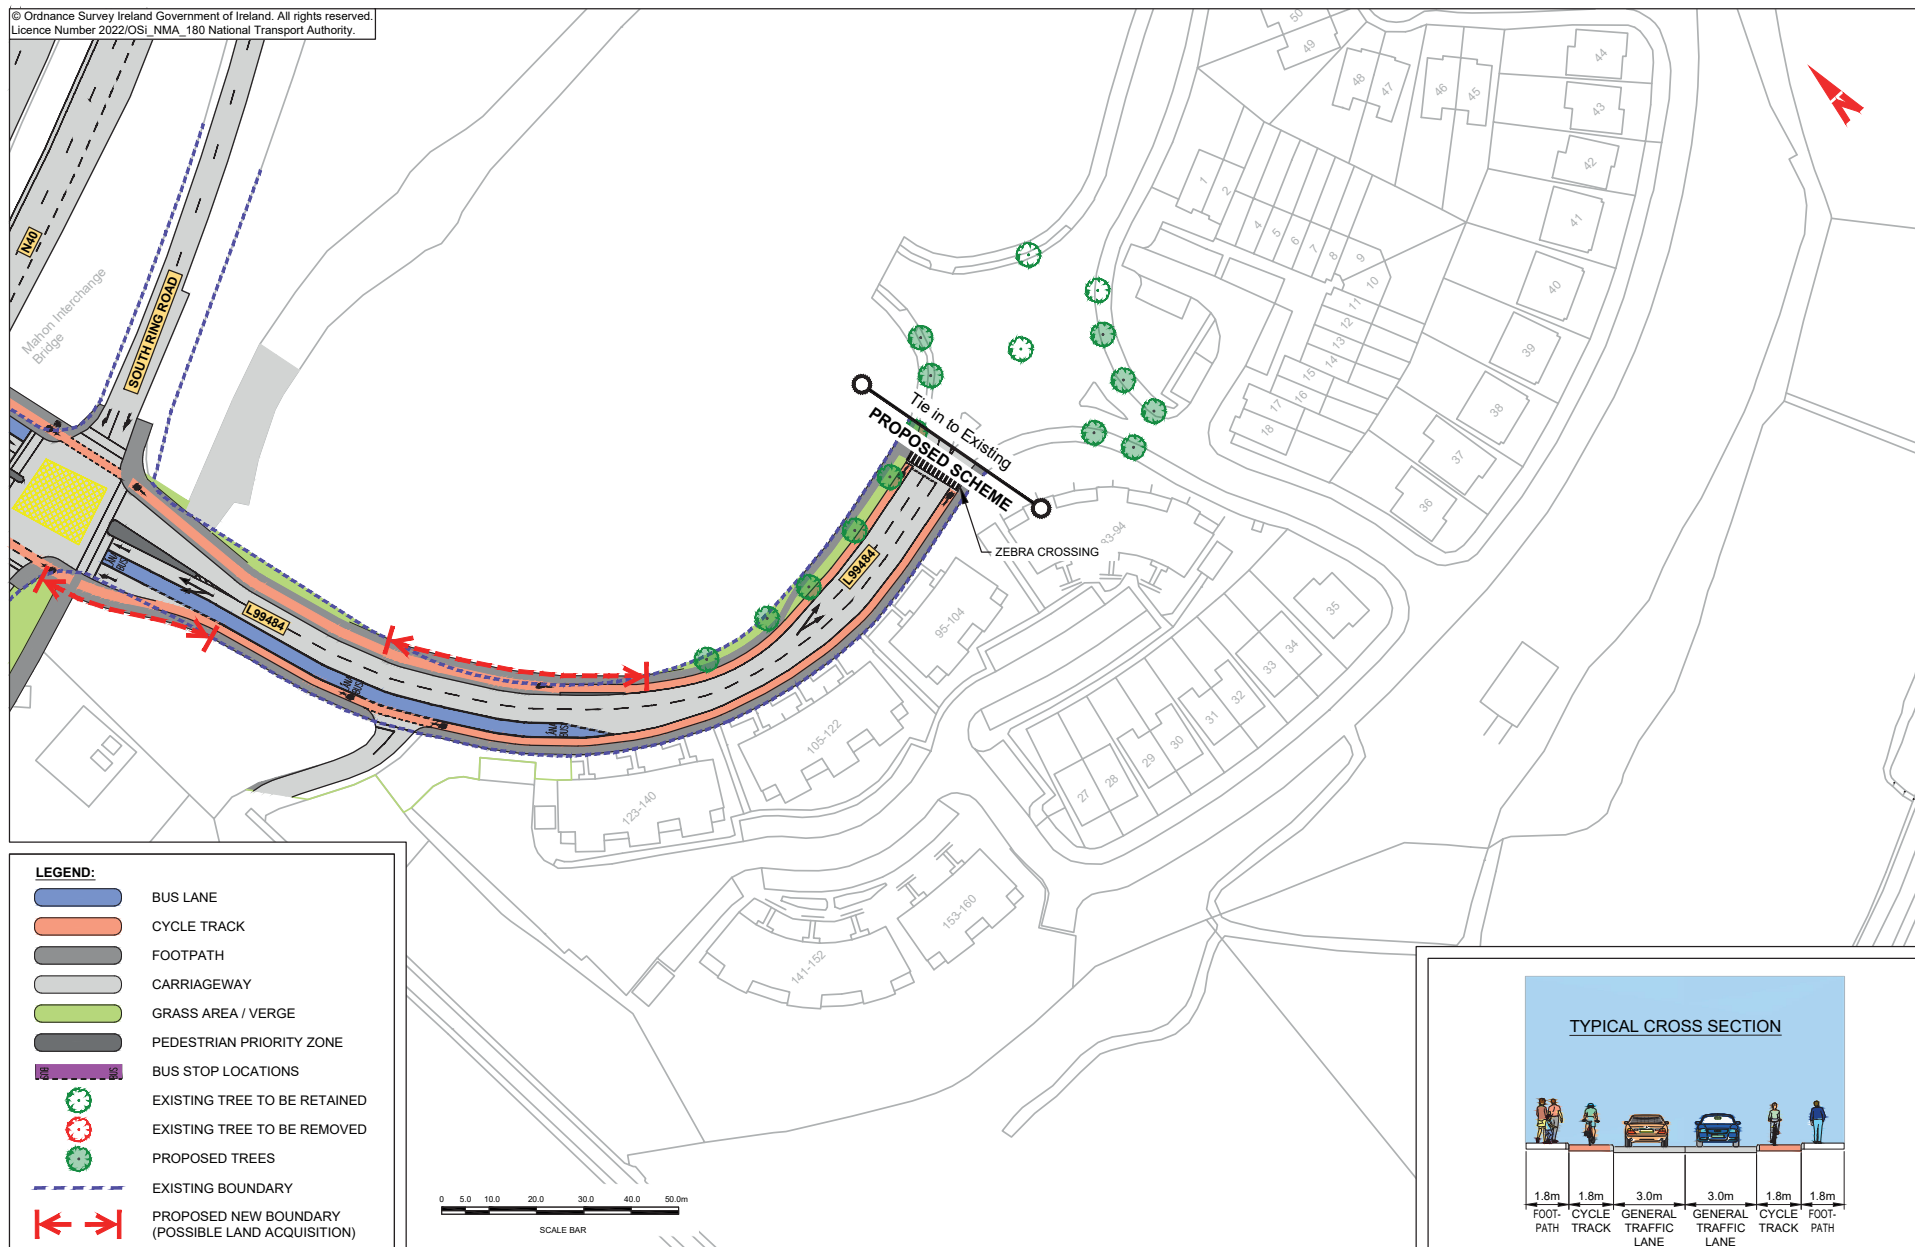 © Ordnance Survey Ireland Government of Ireland. All rights reserved.
Licence Number 2022/OSi_NMA_180 National Transport Authority.
N40
Mahon Interchange
Bridge
SOUTH RING ROAD
50
49
48
47
46
45
44
43
42
41
40
39
38
37
36
1
2
4
5
6
7
8
9
10
11
12
13
14
15
16
17
18
Tie in to Existing
PROPOSED SCHEME
ZEBRA CROSSING
L99484
L99484
LÁNA
BUS
LÁNA
BUS
LÁNA
BUS
95-104
105-122
123-140
141-152
153-160
35
34
33
32
31
30
29
28
27
LEGEND:
BUS LANE
CYCLE TRACK
FOOTPATH
CARRIAGEWAY
GRASS AREA / VERGE
PEDESTRIAN PRIORITY ZONE
BUS BUS
BUS STOP LOCATIONS
EXISTING TREE TO BE RETAINED
EXISTING TREE TO BE REMOVED
PROPOSED TREES
EXISTING BOUNDARY
PROPOSED NEW BOUNDARY
(POSSIBLE LAND ACQUISITION)
0 5.0 10.0 20.0 30.0 40.0 50.0m
SCALE BAR
TYPICAL CROSS SECTION
1.8m 1.8m 3.0m 3.0m 1.8m 1.8m
FOOT- CYCLE GENERAL GENERAL CYCLE FOOT-
PATH TRACK TRAFFIC TRAFFIC TRACK PATH
LANE LANE